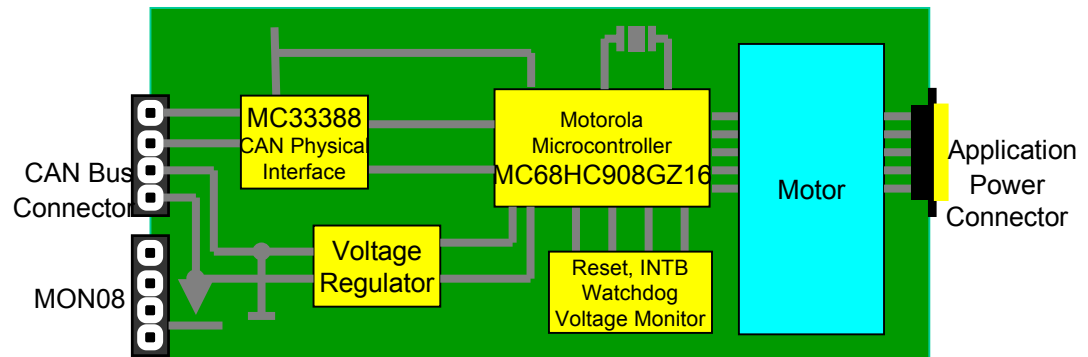 CAN Bus
Connector
MON08
MC33388
CAN Physical
Interface
Voltage
Regulator
Motorola
Microcontroller
MC68HC908GZ16
Reset, INTB
Watchdog
Voltage Monitor
Motor
Application
Power
Connector